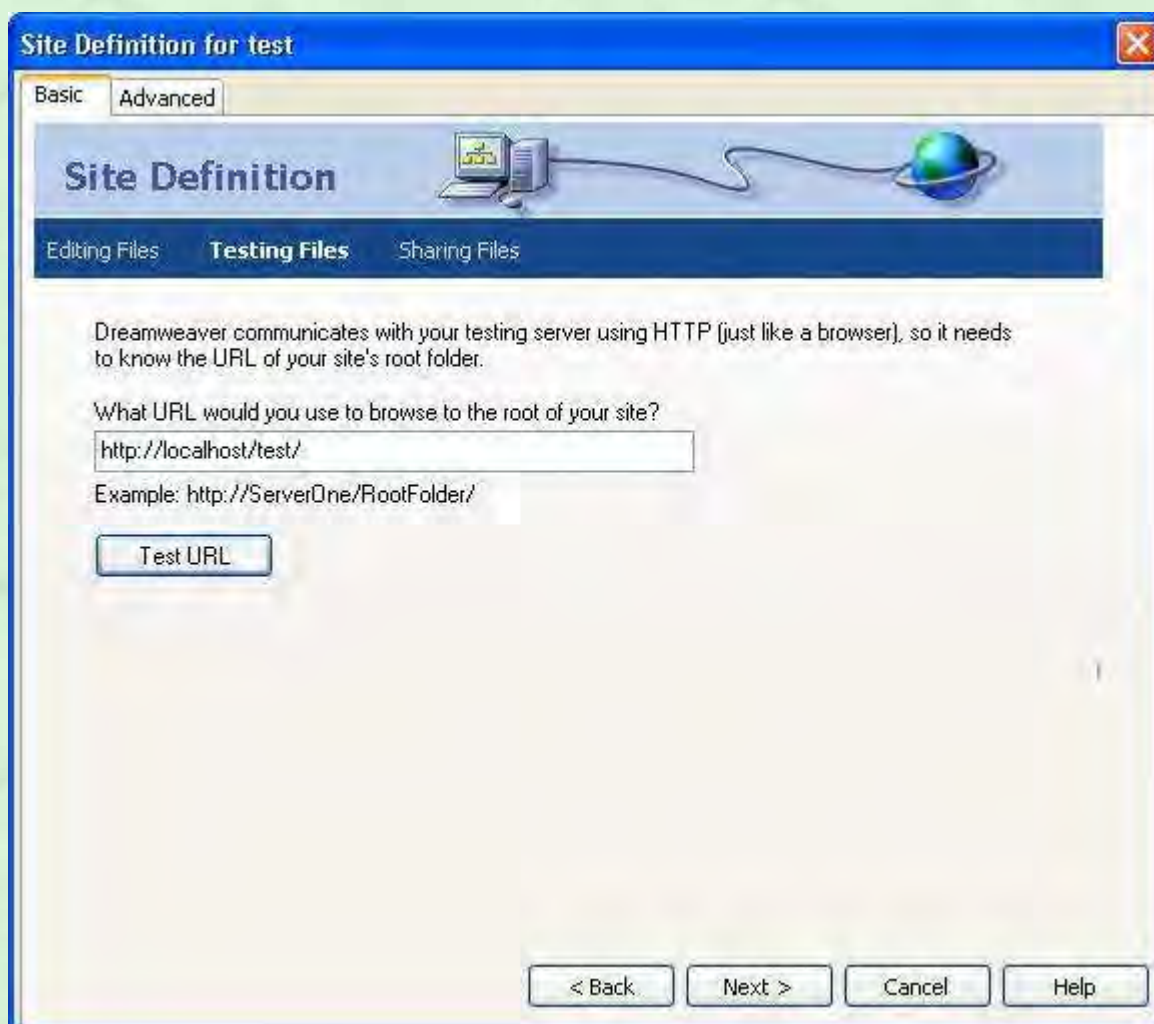 Site Definition for test
Basic Advanced
Site Definition
Editing Files Testing Files Sharing Files
Dreamweaver communicates with your testing server using HTTP (just like a browser), so it needs
to know the URL of your site's root folder.
What URL would you use to browse to the root of your site?
http://localhost/test/
Example: http://ServerOne/RootFolder/
Test URL
< Back Next > Cancel Help